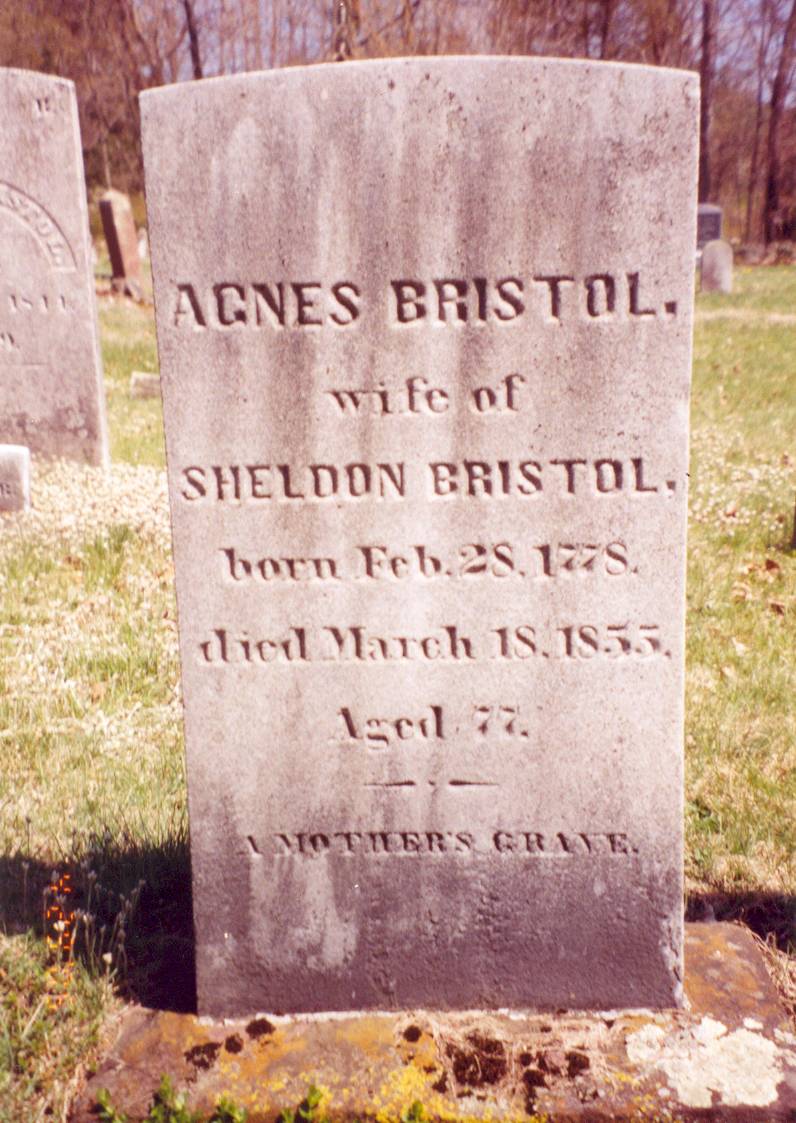 AGNES BRISTOL.
wife of
SHELDON BRISTOL,
born Feb. 28, 1778.
died March 18, 1855,
Aged 77.
A MOTHER'S GRAVE.